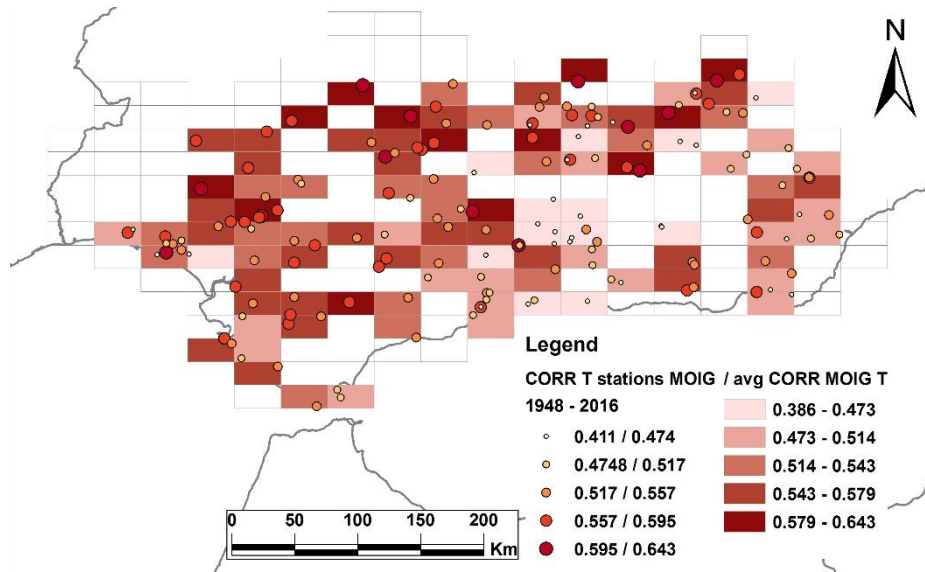 N
Legend
CORR T stations MOIG / avg CORR MOIG T
1948 - 2016
0.411 / 0.474
0.4748 / 0.517
0.517 / 0.557
0.557 / 0.595
0.595 / 0.643
0.386 - 0.473
0.473 - 0.514
0.514 - 0.543
0.543 - 0.579
0.579 - 0.643
0 50 100 150 200
Km